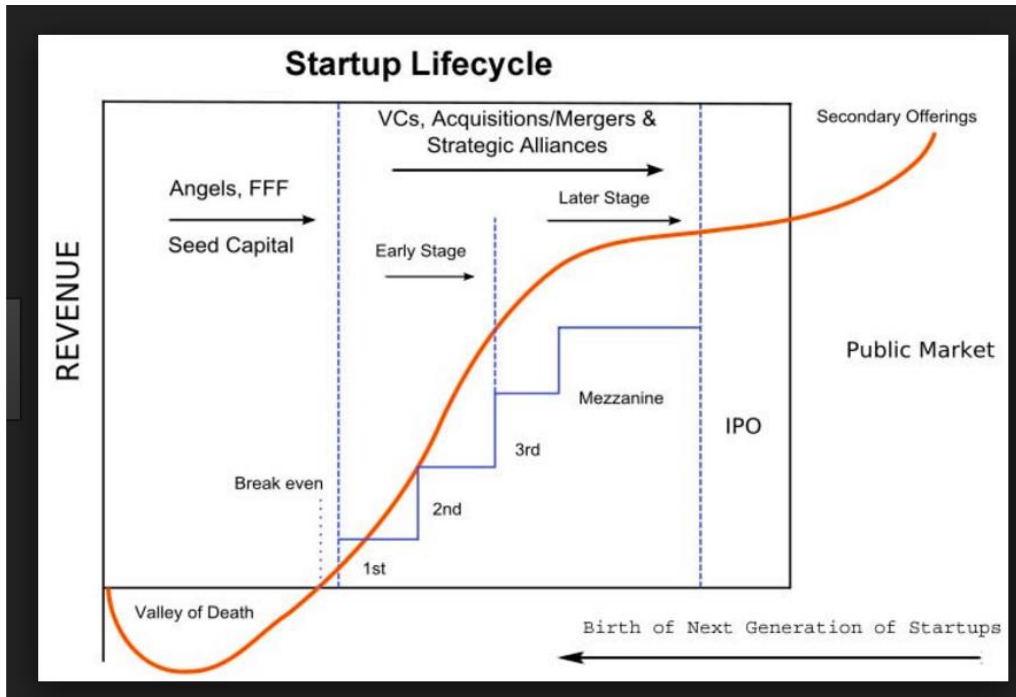 Startup Lifecycle
VCs, Acquisitions/Mergers &
Strategic Alliances
Secondary Offerings
Angels, FFF
Seed Capital
Later Stage
Early Stage
REVENUE
Public Market
Mezzanine
IPO
3rd
Break even
2nd
1st
Valley of Death
Birth of Next Generation of Startups